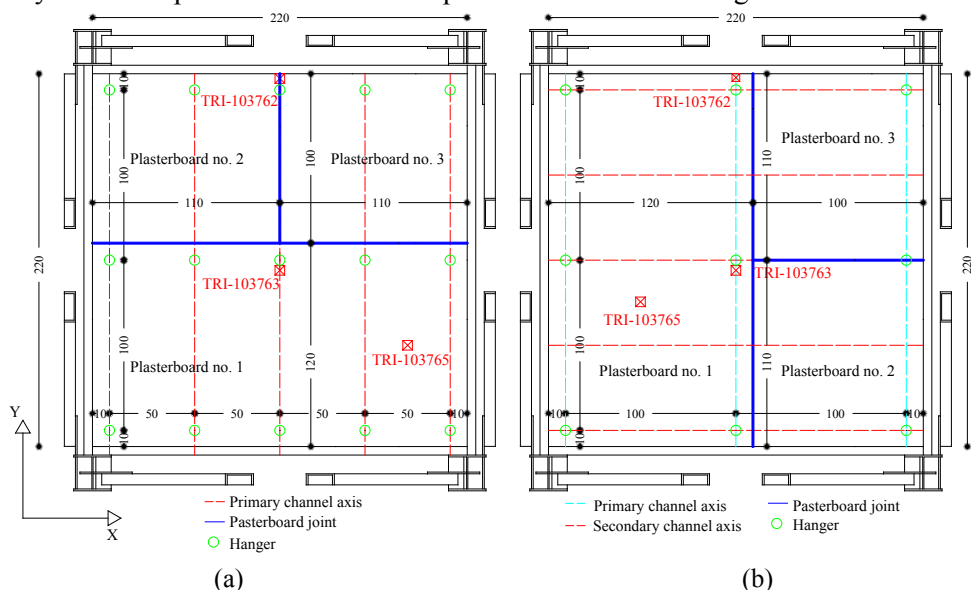 220
220
10
10
TRI-103762
TRI-103762
Plasterboard no. 2
100
Plasterboard no. 3
110
Plasterboard no. 3
100
100
110
110
120
100
220
220
TRI-103763
TRI-103763
TRI-103765
TRI-103765
100
100
Plasterboard no. 1
120
Plasterboard no. 1
110
Plasterboard no. 2
Y
10
50
50
50
50
10
10
100
100
10
10
10
X
Primary channel axis
Pasterboard joint
Hanger
Primary channel axis
Pasterboard joint
Secondary channel axis
Hanger
(a)
(b)